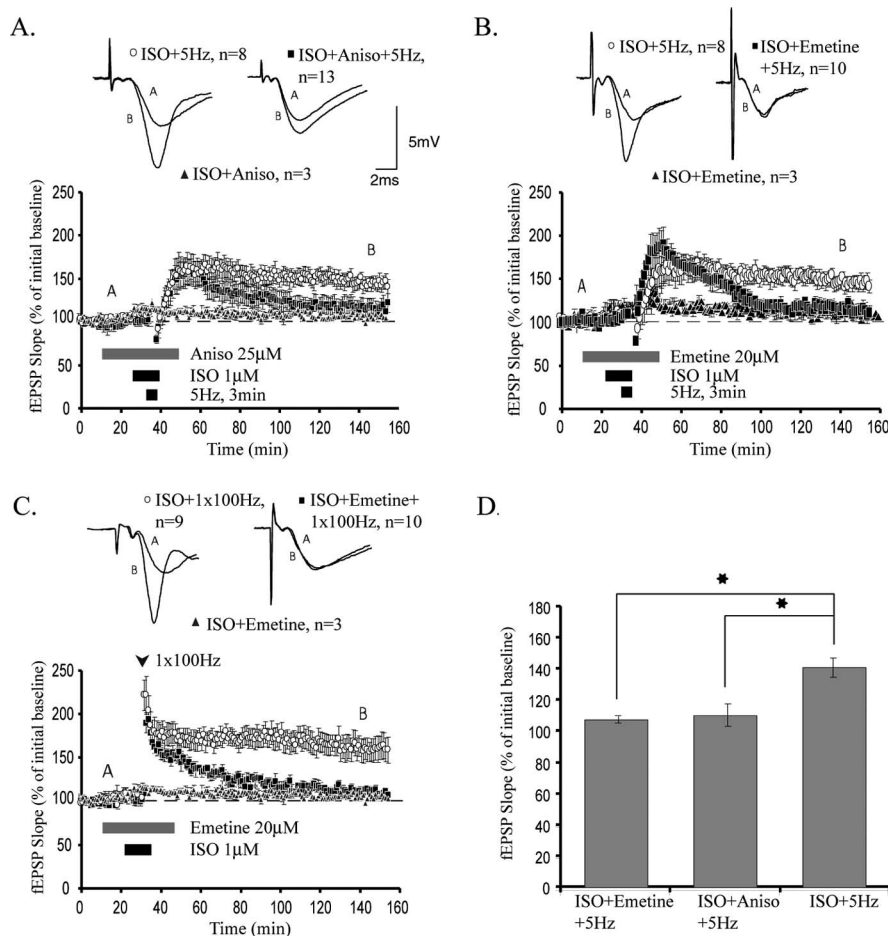 A.
ISO+5Hz, n=8
ISO+Aniso+5Hz,
n=13
A
B
A
B
5mV
2ms
ISO+Aniso, n=3
fEPSP Slope (% of initial baseline)
250
200
150
100
50
0
A
B
Aniso 25µM
ISO 1µM
5Hz, 3min
0 20 40 60 80 100 120 140 160
Time (min)
B.
ISO+5Hz, n=8
ISO+Emetine
+5Hz, n=10
A
B
A
B
ISO+Emetine, n=3
fEPSP Slope (% of initial baseline)
250
200
150
100
50
0
A
B
Emetine 20µM
ISO 1µM
5Hz, 3min
0 20 40 60 80 100 120 140 160
Time (min)
C.
ISO+1x100Hz,
n=9
ISO+Emetine+
1x100Hz, n=10
A
B
A
B
ISO+Emetine, n=3
1x100Hz
fEPSP Slope (% of initial baseline)
250
200
150
100
50
0
A
B
Emetine 20µM
ISO 1µM
0 20 40 60 80 100 120 140 160
Time (min)
D.
fEPSP Slope (% of initial baseline)
180
160
140
120
100
80
60
40
20
0
*
*
ISO+Emetine
+5Hz
ISO+Aniso
+5Hz
ISO+5Hz